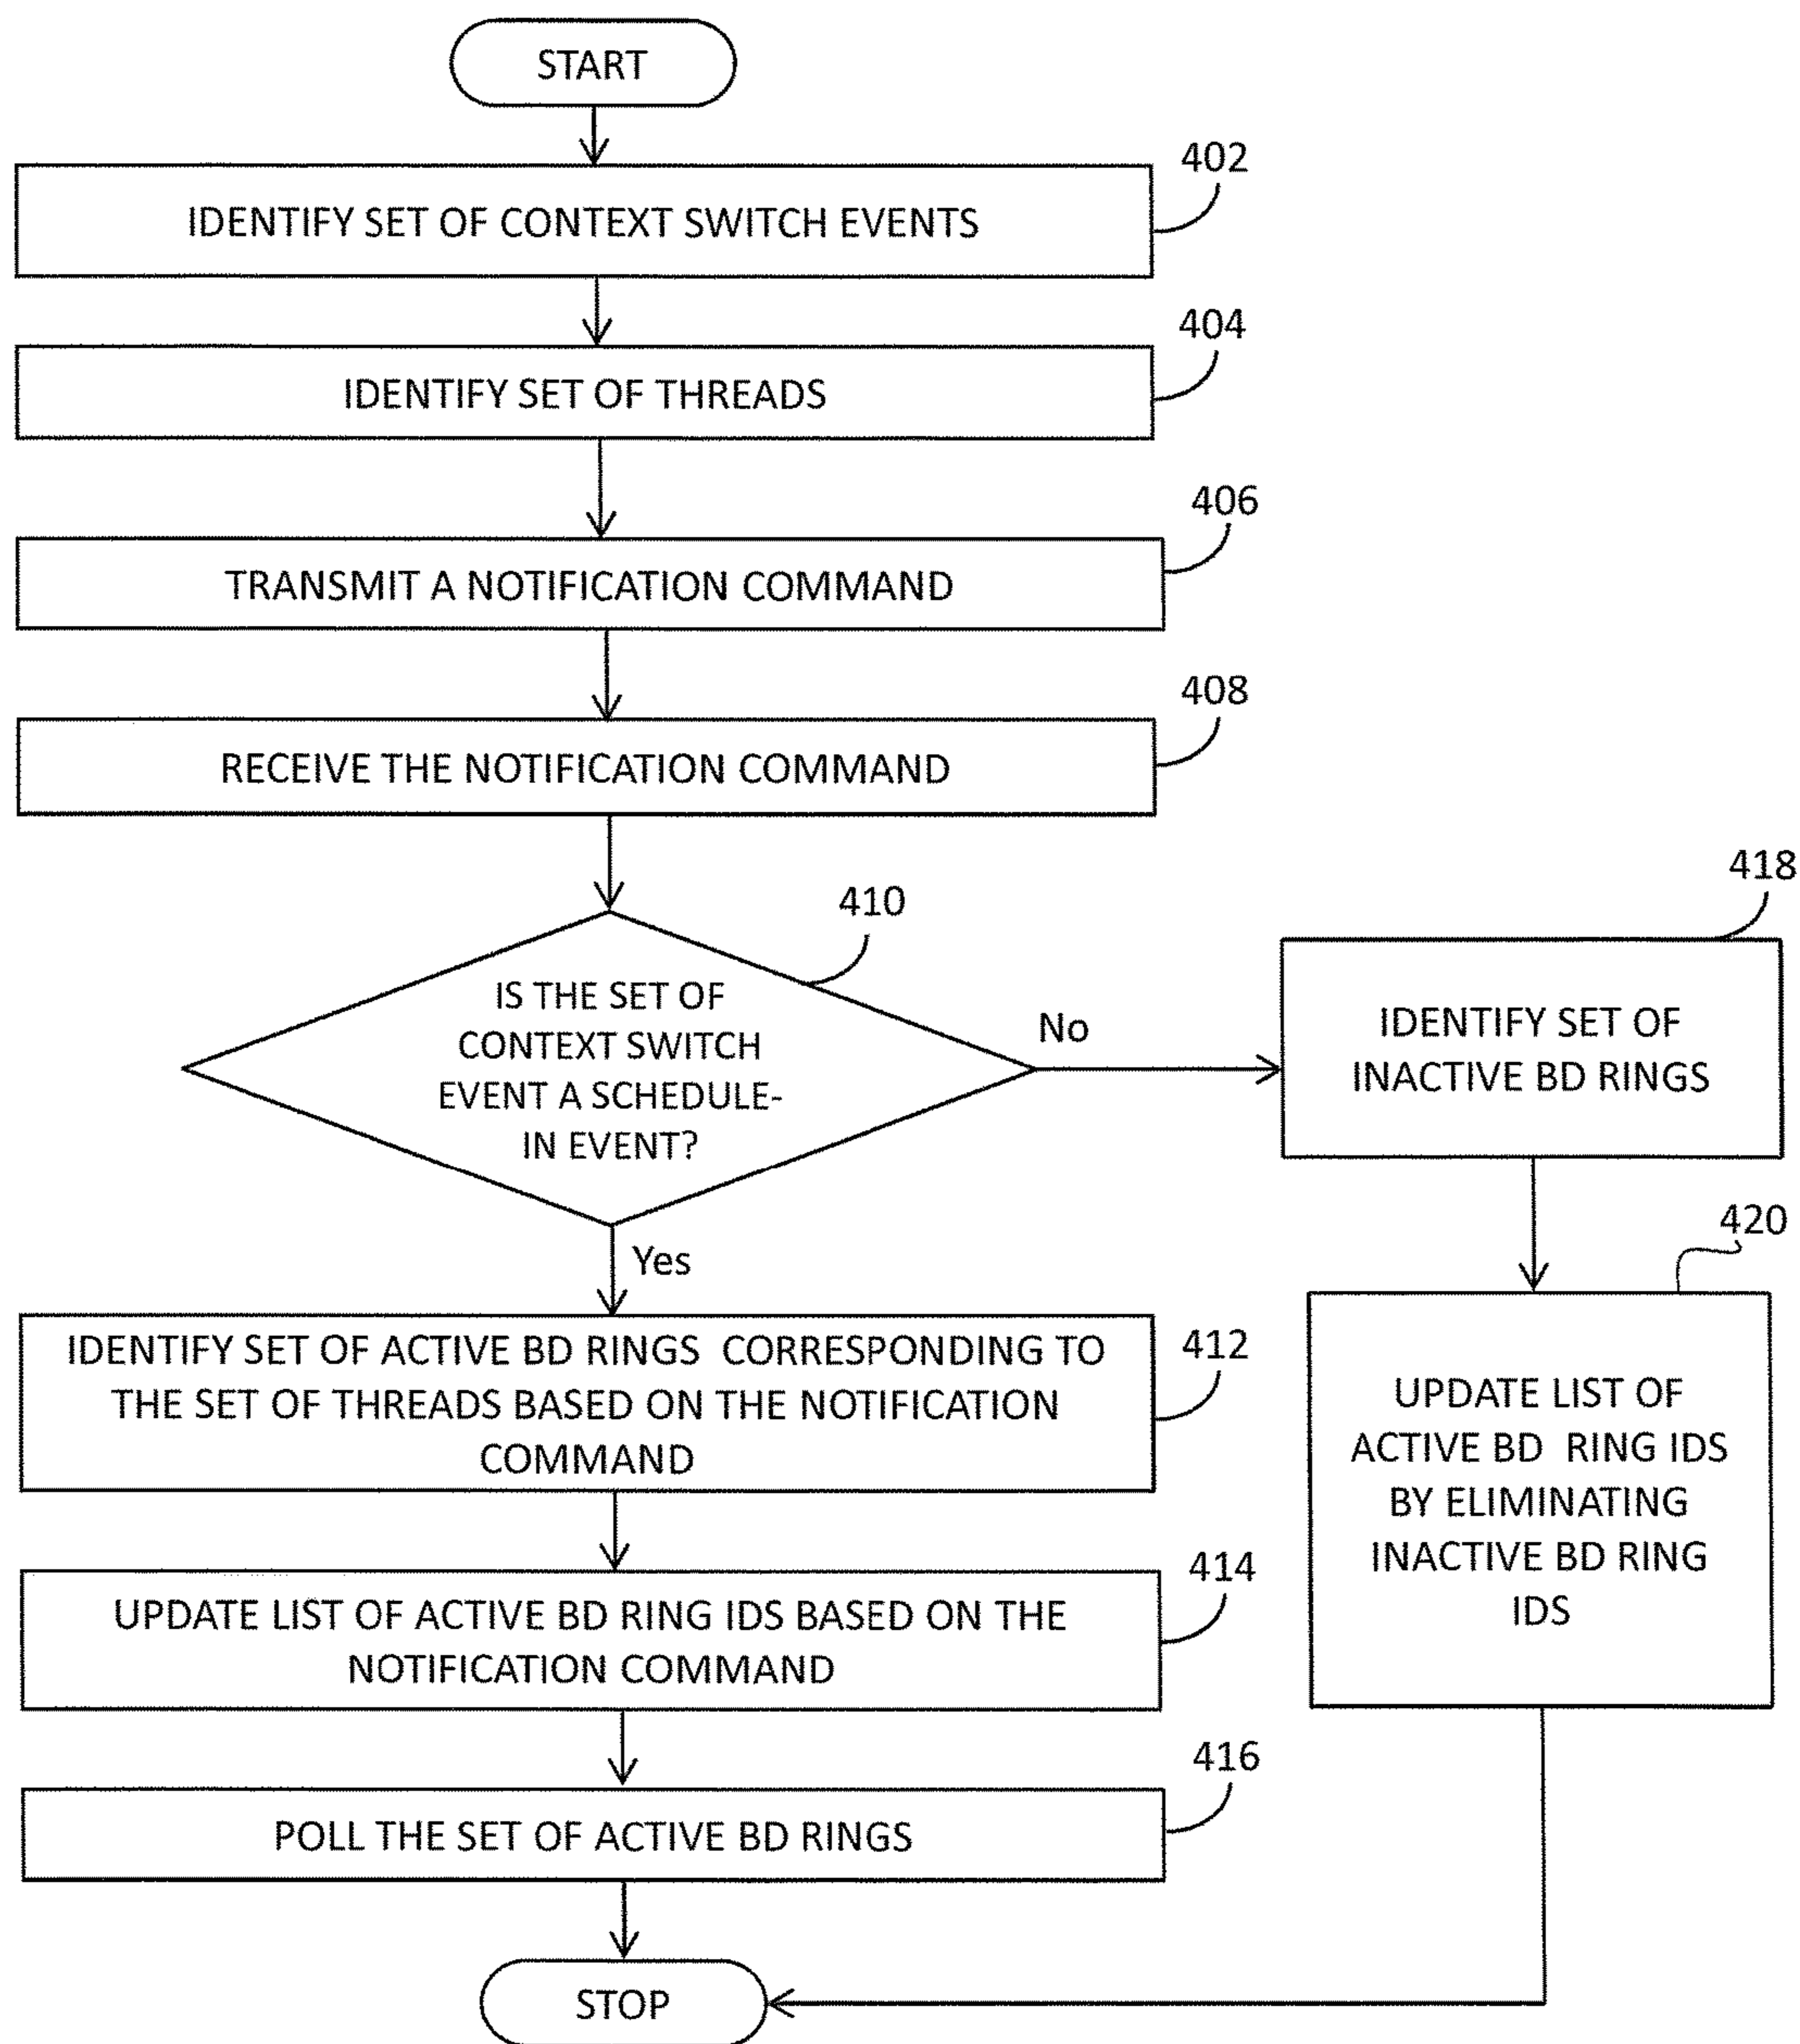 START
402
IDENTIFY SET OF CONTEXT SWITCH EVENTS
404
IDENTIFY SET OF THREADS
406
TRANSMIT A NOTIFICATION COMMAND
408
RECEIVE THE NOTIFICATION COMMAND
410
IS THE SET OF
CONTEXT SWITCH
EVENT A SCHEDULE-
IN EVENT?
No
418
IDENTIFY SET OF
INACTIVE BD RINGS
Yes
412
IDENTIFY SET OF ACTIVE BD RINGS CORRESPONDING TO
THE SET OF THREADS BASED ON THE NOTIFICATION
COMMAND
420
UPDATE LIST OF
ACTIVE BD RING IDS
BY ELIMINATING
INACTIVE BD RING
IDS
414
UPDATE LIST OF ACTIVE BD RING IDS BASED ON THE
NOTIFICATION COMMAND
416
POLL THE SET OF ACTIVE BD RINGS
STOP